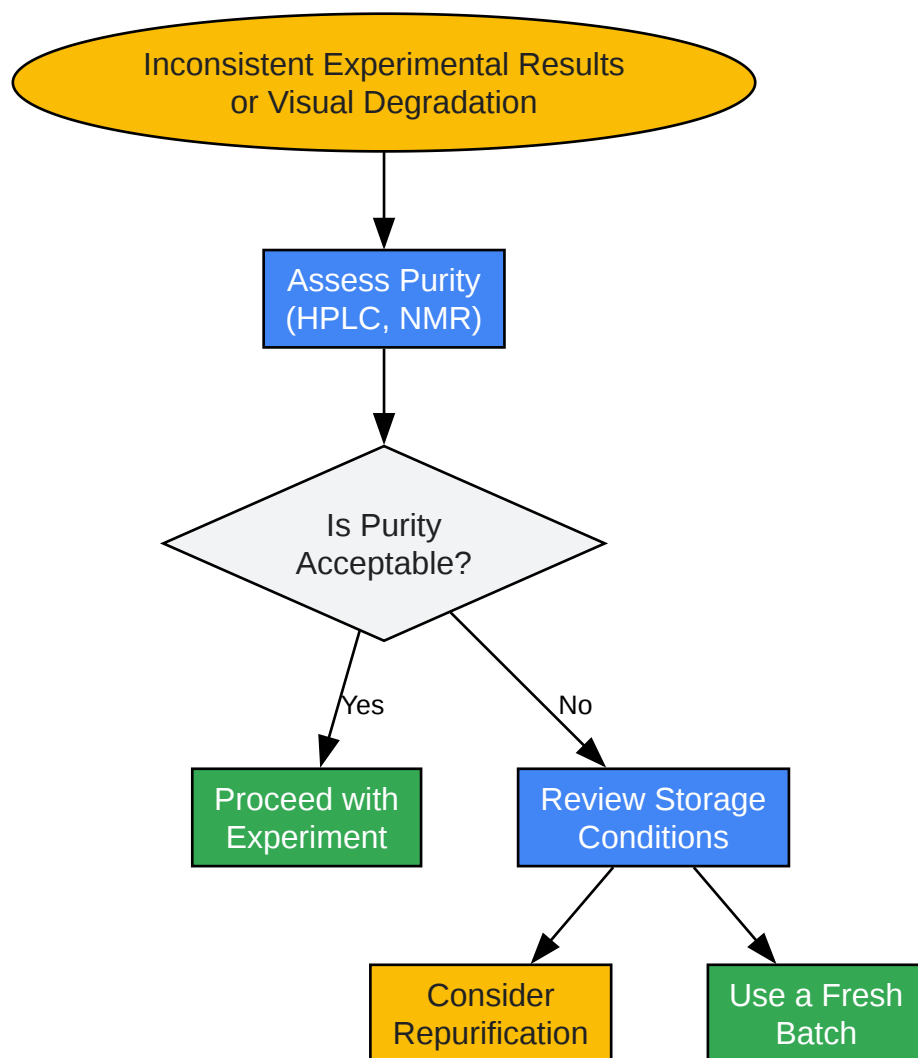 Inconsistent Experimental Results
or Visual Degradation
Assess Purity
(HPLC, NMR)
Is Purity
Acceptable?
Yes
No
Proceed with
Experiment
Review Storage
Conditions
Consider
Repurification
Use a Fresh
Batch